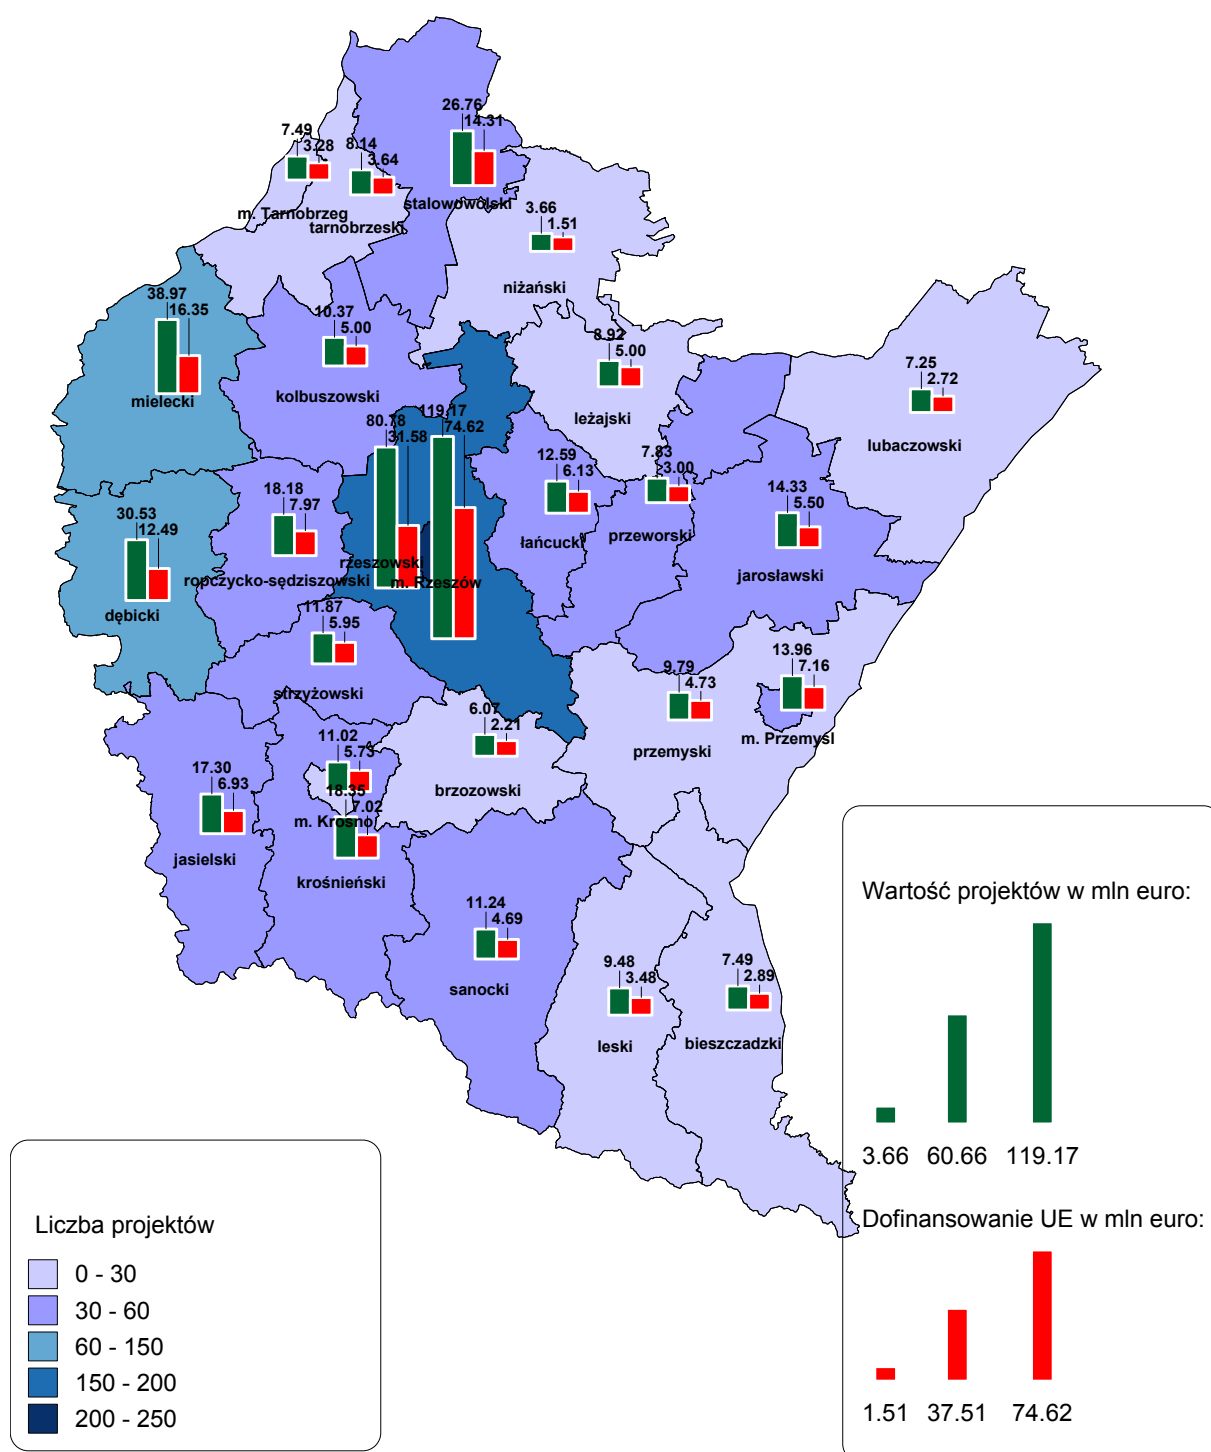 26.76
14.31
7.49
3.28
8.14
3.64
stalowowolski
m. Tarnobrzeg
tarnobrzeski
3.66
1.51
niżański
38.97
16.35
mielecki
10.37
5.00
kolbuszowski
8.92
5.00
leżajski
7.25
2.72
lubaczowski
80.78
31.58
119.17
74.62
rzeszowski
m. Rzeszów
12.59
6.13
łańcucki
7.83
3.00
przeworski
14.33
5.50
jarosławski
30.53
12.49
dębicki
18.18
7.97
ropczycko-sędziszowski
11.87
5.95
strzyżowski
9.79
4.73
przemyski
13.96
7.16
m. Przemyśl
6.07
2.21
brzozowski
11.02
5.73
m. Krosno
18.35
7.02
krośnieński
17.30
6.93
jasielski
11.24
4.69
sanocki
9.48
3.48
leski
7.49
2.89
bieszczadzki
Wartość projektów w mln euro:
3.66 60.66 119.17
Dofinansowanie UE w mln euro:
1.51 37.51 74.62
Liczba projektów
0 - 30
30 - 60
60 - 150
150 - 200
200 - 250